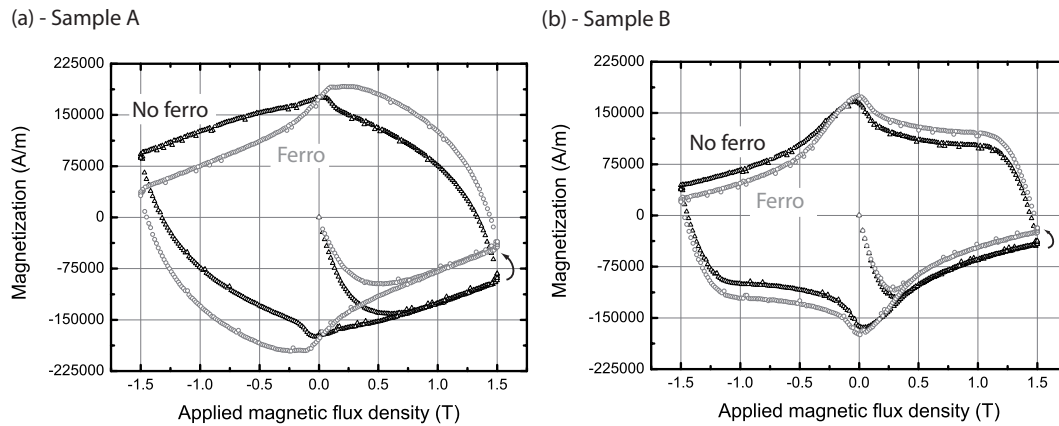 (a) - Sample A
225000
150000
75000
0
-75000
-150000
-225000
-1.5 -1.0 -0.5 0.0 0.5 1.0 1.5
Magnetization (A/m)
Applied magnetic flux density (T)
No ferro
Ferro
(b) - Sample B
225000
150000
75000
0
-75000
-150000
-225000
-1.5 -1.0 -0.5 0.0 0.5 1.0 1.5
Magnetization (A/m)
Applied magnetic flux density (T)
No ferro
Ferro